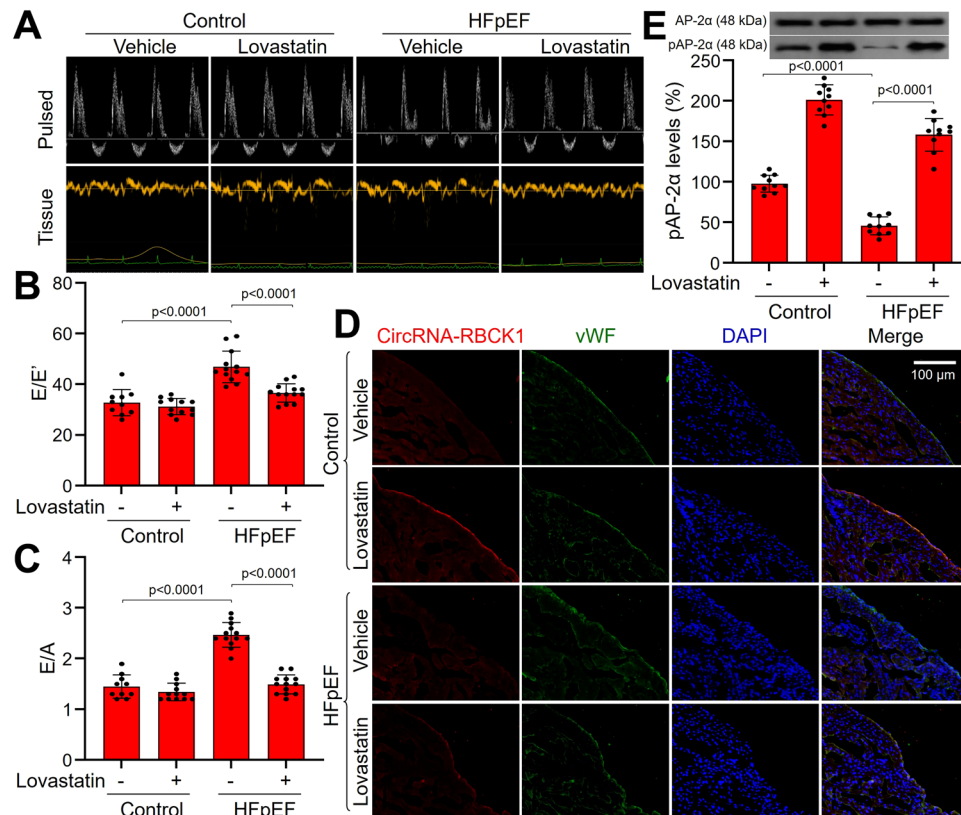 A
Control
HFpEF
Vehicle
Lovastatin
Vehicle
Lovastatin
Pulsed
Tissue
B
E/E'
80
60
40
20
0
p<0.0001
p<0.0001
Lovastatin - + - +
Control
HFpEF
C
E/A
4
3
2
1
0
p<0.0001
p<0.0001
Lovastatin - + - +
Control
HFpEF
E
AP-2α (48 kDa)
pAP-2α (48 kDa)
pAP-2α levels (%)
250
200
150
100
50
0
p<0.0001
p<0.0001
Lovastatin - + - +
Control
HFpEF
D
CircRNA-RBCK1
vWF
DAPI
Merge
100 μm
Control
Vehicle
Lovastatin
HFpEF
Vehicle
Lovastatin